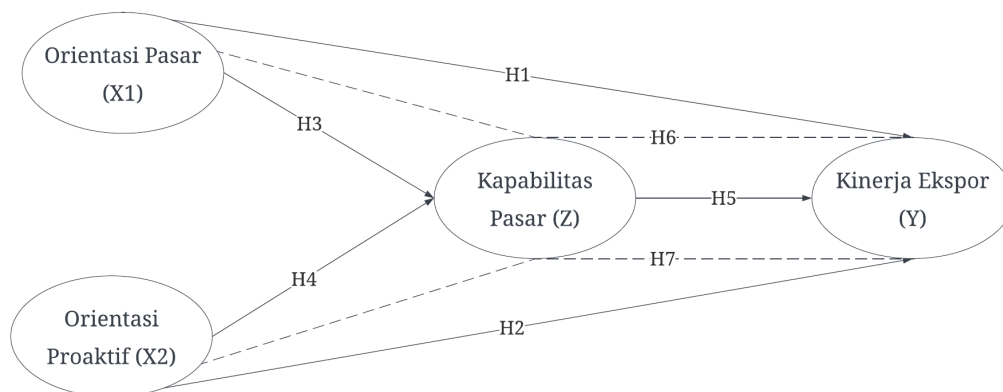 Orientasi Pasar
(X1)
H1
H3
H6
Kapabilitas
Pasar (Z)
H5
Kinerja Ekspor
(Y)
H4
H7
Orientasi
Proaktif (X2)
H2